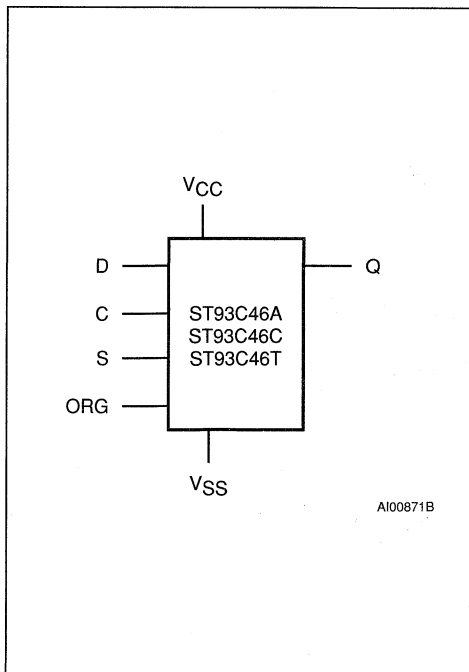 VCC
D
Q
C
ST93C46A
ST93C46C
S
ST93C46T
ORG
VSS
AI00871B